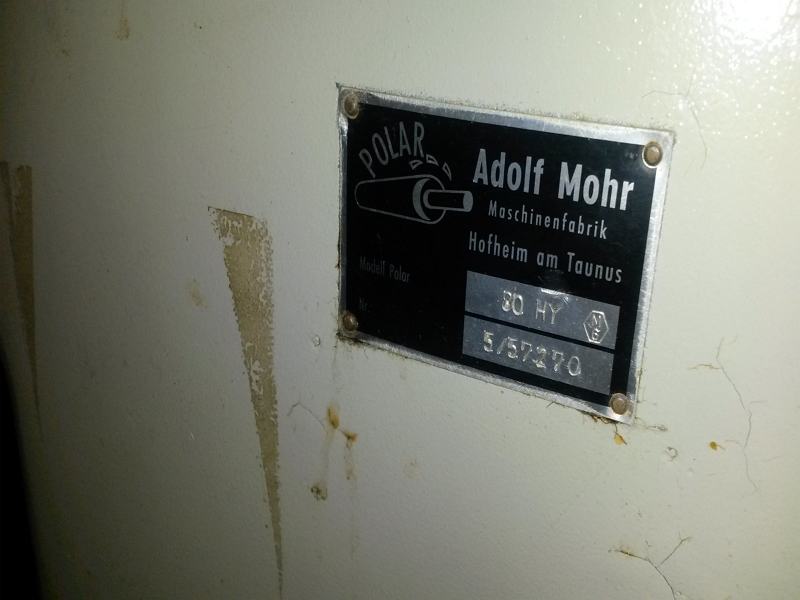 POLAR
Adolf Mohr
Maschinenfabrik
Hofheim am Taunus
Modell Polar 80 HY
Nr. 5/57270